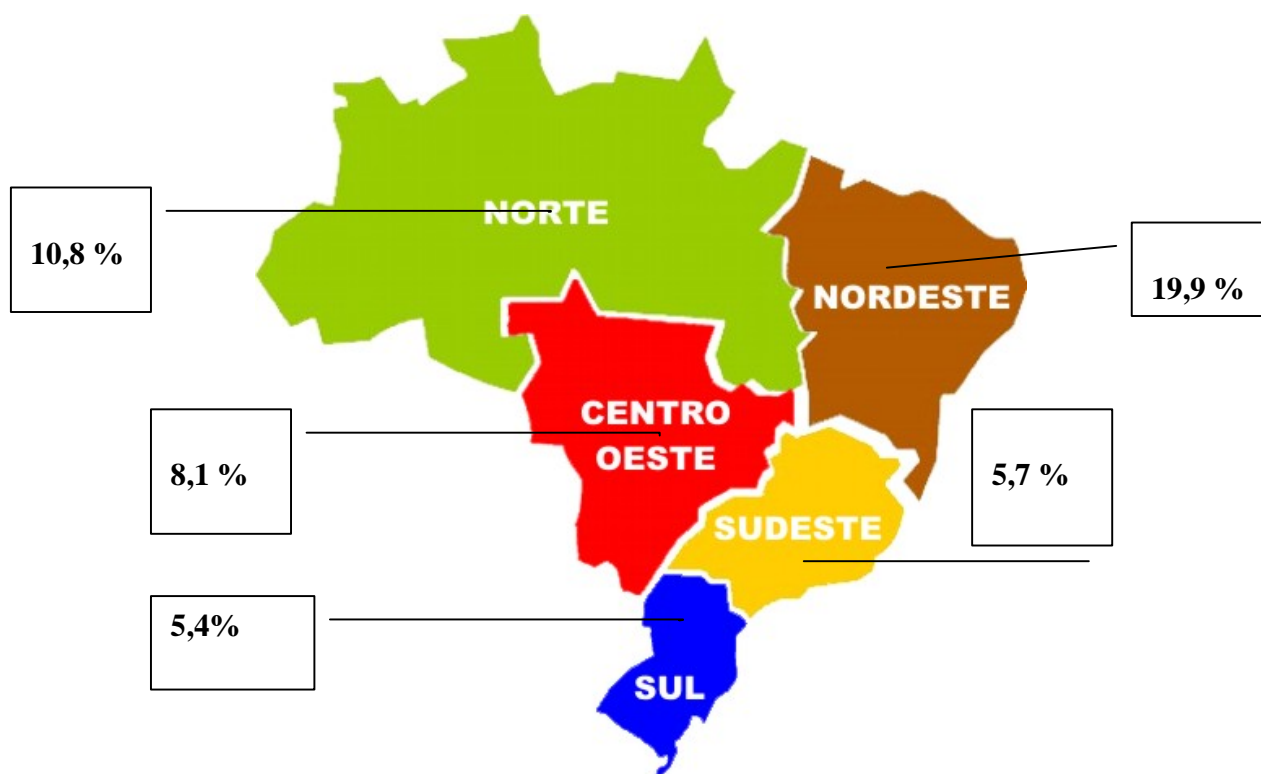 NORTE
10,8 %
NORDESTE
19,9 %
CENTRO
OESTE
8,1 %
5,7 %
SUDESTE
5,4%
SUL